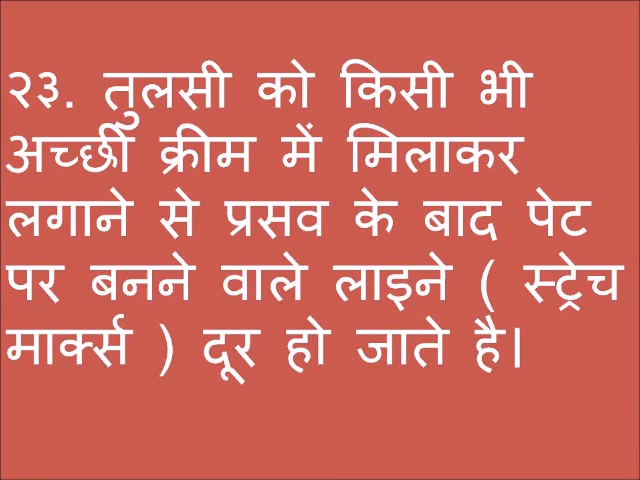 २३. तुलसी को किसी भी
अच्छी क्रीम में मिलाकर
लगाने से प्रसव के बाद पेट
पर बनने वाले लाइने ( स्ट्रेच
मार्क्स ) दूर हो जाते है।